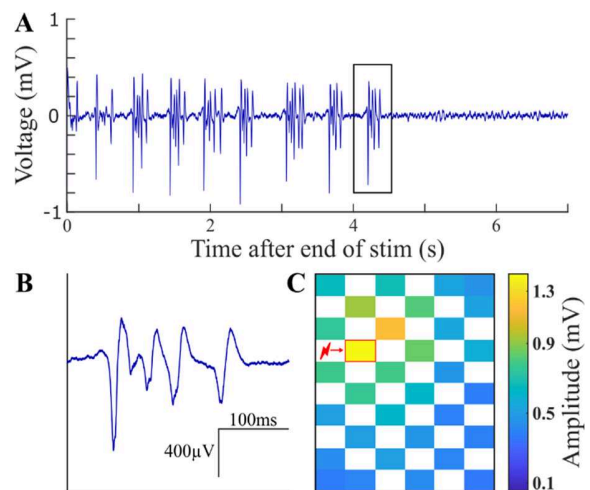 A
Voltage (mV)
1
0
-1
0
2
4
6
Time after end of stim (s)
B
100ms
400µV
C
1.3
0.9
0.5
0.1
Amplitude (mV)